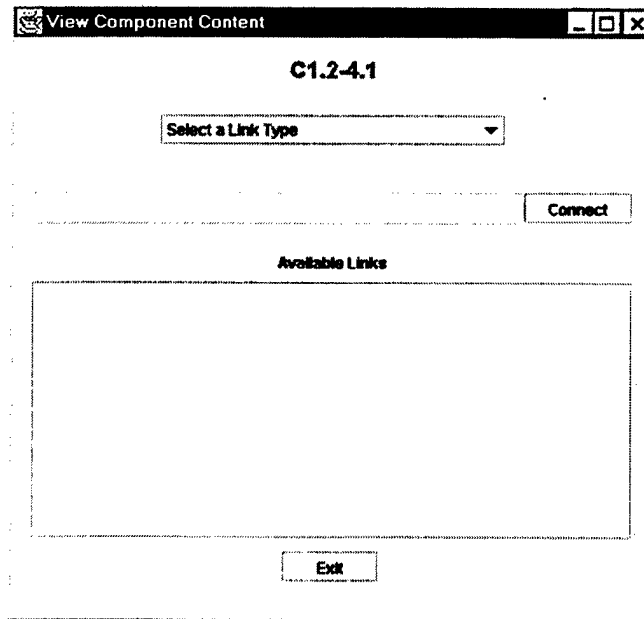 View Component Content
C1.2-4.1
Select a Link Type
Connect
Available Links
Exit